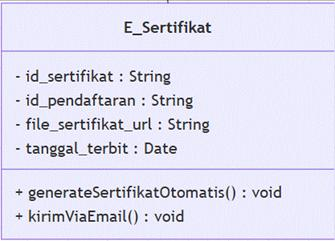 E_Sertifikat
- id_sertifikat : String
- id_pendaftaran : String
- file_sertifikat_url : String
- tanggal_terbit : Date
+ generateSertifikatOtomatis() : void
+ kirimViaEmail() : void